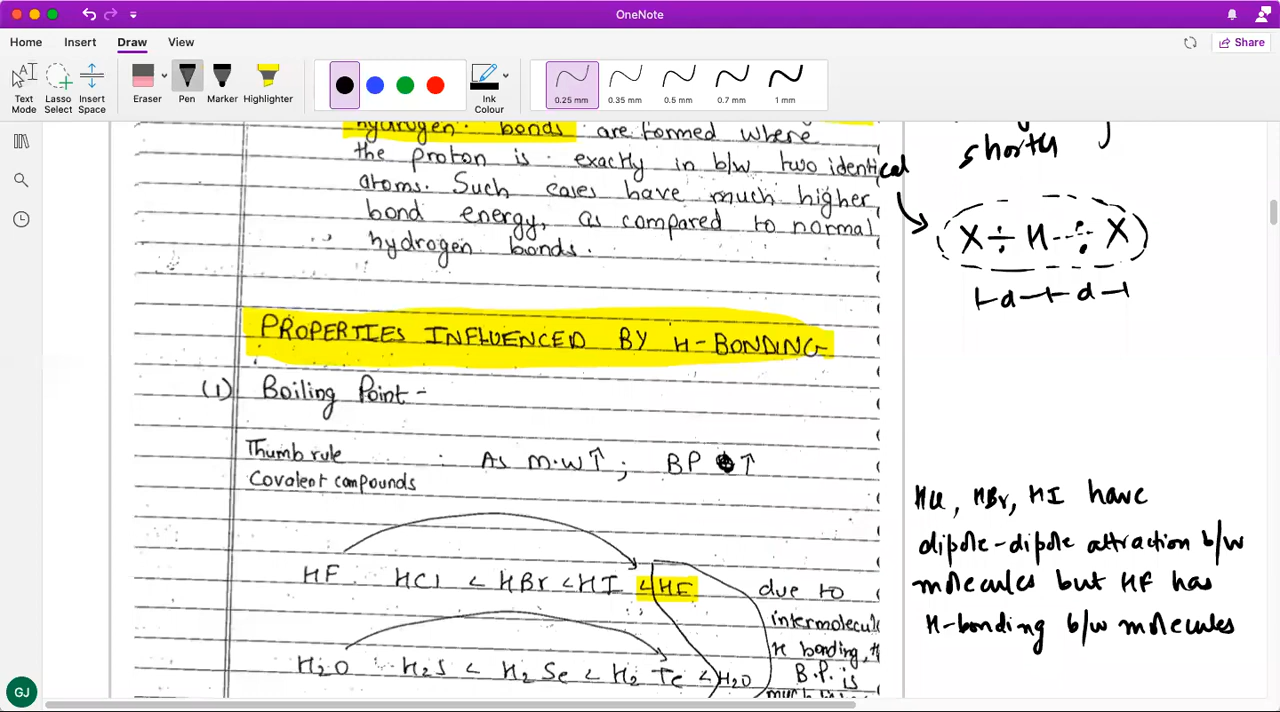 OneNote
Home Insert Draw View
Share
Text Mode
Lasso Select
Insert Space
Eraser
Pen
Marker
Highlighter
Ink Colour
0.25 mm
0.35 mm
0.5 mm
0.7 mm
1 mm
hydrogen bonds are formed where
the proton is exactly in b/w two identical
atoms. Such cases have much higher
bond energy, as compared to normal
hydrogen bonds.
shorter
X ÷ H --÷ X
d d
PROPERTIES INFLUENCED BY H-BONDING
(1) Boiling Point -
Thumb rule : As M.W ↑ ; BP ↑
Covalent compounds
HF HCl < HBr < HI < HF due to
intermolecul
H bonding, th
H2O H2S < H2Se < H2Te < H2O B.P. is
HCl, HBr, HI have
dipole-dipole attraction b/w
molecules but HF has
H-bonding b/w molecules
GJ